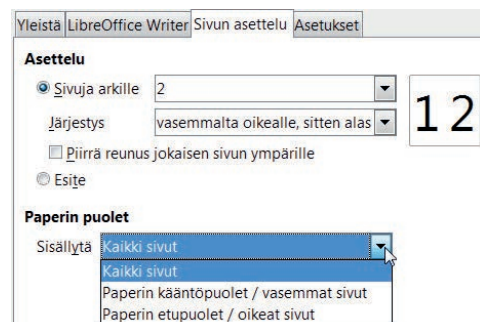 Yleistä LibreOffice Writer Sivun asettelu Asetukset
Asettelu
Sivuja arkille 2
Järjestys vasemmalta oikealle, sitten alas
1 2
Piirrä reunus jokaisen sivun ympärille
Esite
Paperin puolet
Sisällytä Kaikki sivut
Kaikki sivut
Paperin kääntöpuolet / vasemmat sivut
Paperin etupuolet / oikeat sivut